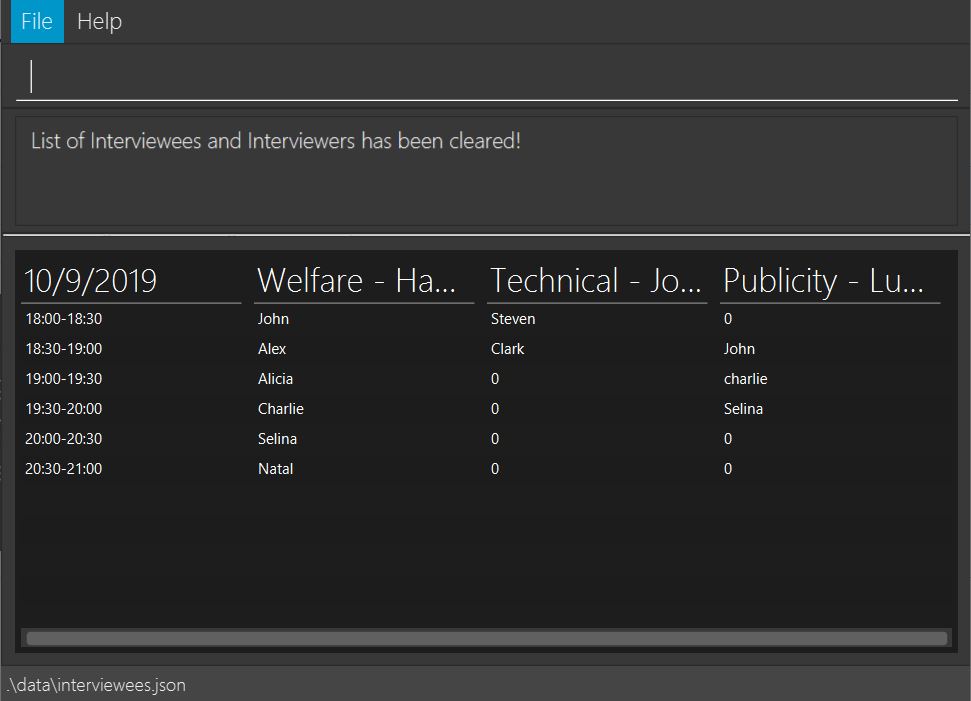 File Help
List of Interviewees and Interviewers has been cleared!
10/9/2019 Welfare - Ha... Technical - Jo... Publicity - Lu...
18:00-18:30 John Steven 0
18:30-19:00 Alex Clark John
19:00-19:30 Alicia 0 charlie
19:30-20:00 Charlie 0 Selina
20:00-20:30 Selina 0 0
20:30-21:00 Natal 0 0
.\data\interviewees.json